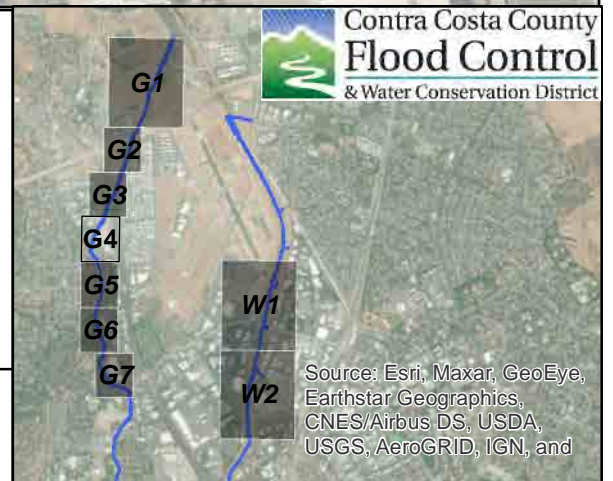 Contra Costa County
Flood Control
& Water Conservation District
G1
G2
G3
G4
G5
G6
G7
W1
W2
Source: Esri, Maxar, GeoEye,
Earthstar Geographics,
CNES/Airbus DS, USDA,
USGS, AeroGRID, IGN, and